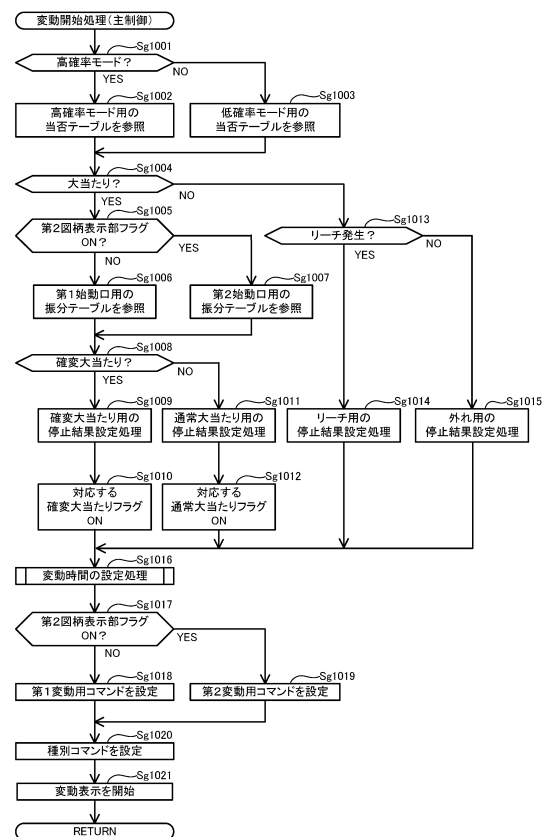 変動開始処理(主制御)
Sg1001
高確率モード?
YES
NO
Sg1002
高確率モード用の
当否テーブルを参照
Sg1003
低確率モード用の
当否テーブルを参照
Sg1004
大当たり?
YES
NO
Sg1005
第2図柄表示部フラグ
ON?
YES
NO
Sg1013
リーチ発生?
YES
NO
Sg1006
第1始動口用の
振分テーブルを参照
Sg1007
第2始動口用の
振分テーブルを参照
Sg1008
確変大当たり?
YES
NO
Sg1009
確変大当たり用の
停止結果設定処理
Sg1011
通常大当たり用の
停止結果設定処理
Sg1014
リーチ用の
停止結果設定処理
Sg1015
外れ用の
停止結果設定処理
Sg1010
対応する
確変大当たりフラグ
ON
Sg1012
対応する
通常大当たりフラグ
ON
Sg1016
変動時間の設定処理
Sg1017
第2図柄表示部フラグ
ON?
YES
NO
Sg1018
第1変動用コマンドを設定
Sg1019
第2変動用コマンドを設定
Sg1020
種別コマンドを設定
Sg1021
変動表示を開始
RETURN